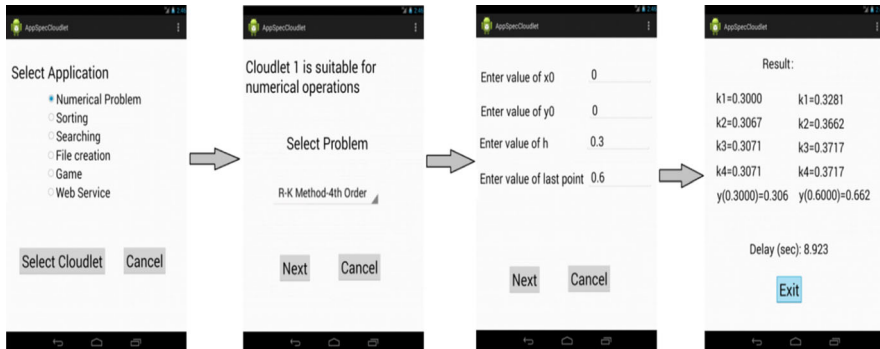 AppSpecCloudlet
Select Application
Numerical Problem
Sorting
Searching
File creation
Game
Web Service
Select Cloudlet Cancel
AppSpecCloudlet
Cloudlet 1 is suitable for
numerical operations
Select Problem
R-K Method-4th Order
Next Cancel
AppSpecCloudlet
Enter value of x0 0
Enter value of y0 0
Enter value of h 0.3
Enter value of last point 0.6
Next Cancel
AppSpecCloudlet
Result:
k1=0.3000 k1=0.3281
k2=0.3067 k2=0.3662
k3=0.3071 k3=0.3717
k4=0.3071 k4=0.3717
y(0.3000)=0.306 y(0.6000)=0.662
Delay (sec): 8.923
Exit